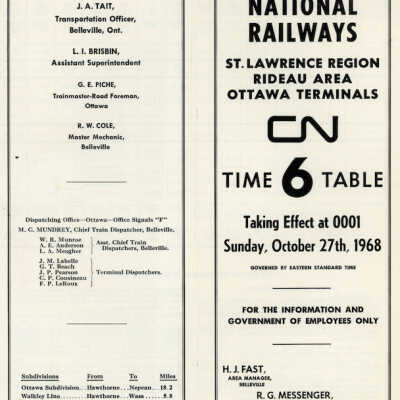 J. A. TAIT,
Transportation Officer,
Belleville, Ont.
L. I. BRISBIN,
Assistant Superintendent
G. E. PICHE,
Trainmaster-Road Foreman,
Ottawa
R. W. COLE,
Master Mechanic,
Belleville
Dispatching Office—Ottawa—Office Signals "F"
M. C. MUNDREY, Chief Train Dispatcher, Belleville.
W. R. Munroe
A. E. Anderson
L. A. Meagher
Asst. Chief Train
Dispatchers, Belleville.
J. M. Labelle
G. T. Beach
J. P. Pearson
C. P. Cousineau
F. P. LeRoux
Terminal Dispatchers.
Subdivisions From To Miles
Ottawa Subdivision....Hawthorne....Nepean...18.2
Walkley Line..........Hawthorne....Wass.....5.8
NATIONAL
RAILWAYS
ST. LAWRENCE REGION
RIDEAU AREA
OTTAWA TERMINALS
CN
TIME 6 TABLE
Taking Effect at 0001
Sunday, October 27th, 1968
GOVERNED BY EASTERN STANDARD TIME
FOR THE INFORMATION AND
GOVERNMENT OF EMPLOYEES ONLY
H. J. FAST,
AREA MANAGER,
BELLEVILLE
R. G. MESSENGER,